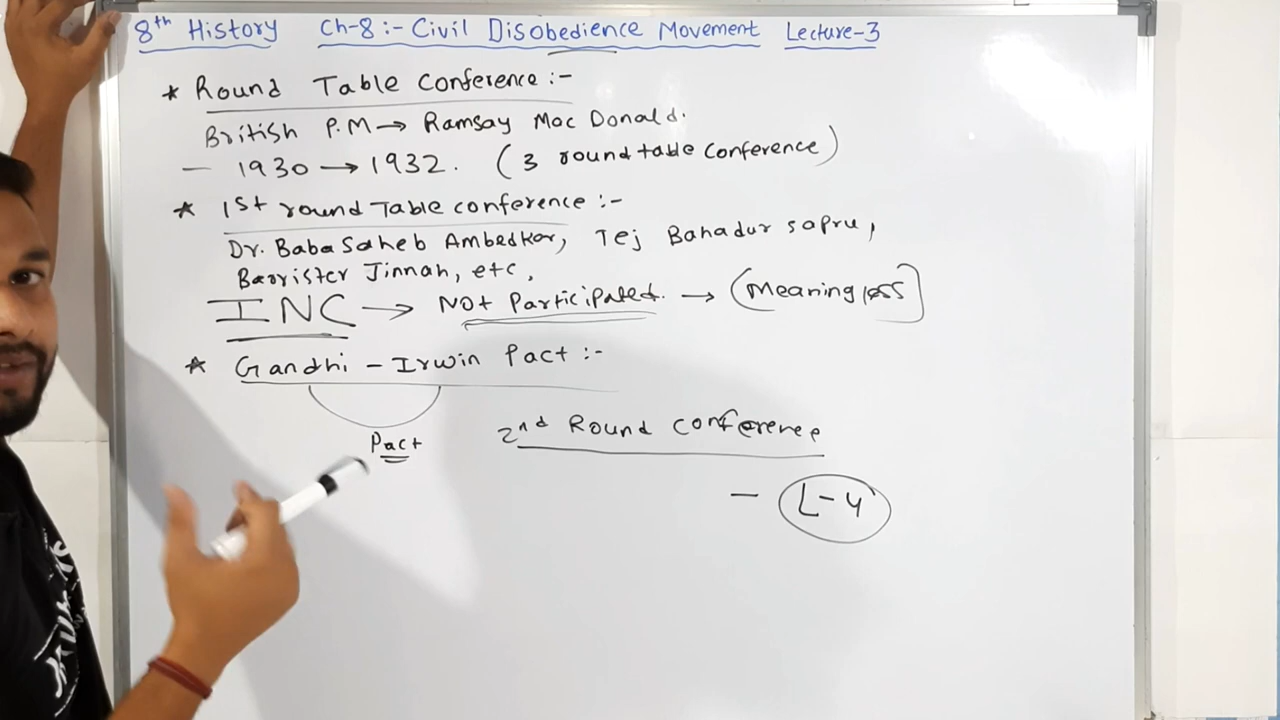 8th History Ch-8:- Civil Disobedience Movement Lecture-3
* Round Table Conference:-
British P.M → Ramsay Mac Donald.
— 1930 → 1932. (3 round table conference)
* 1st round Table conference :-
Dr. Baba Saheb Ambedkar, Tej Bahadur sapru,
Barrister Jinnah, etc,
INC → Not Participated. → (Meaningless)
* Gandhi - Irwin Pact :-
Pact
2nd Round conference
— L-4